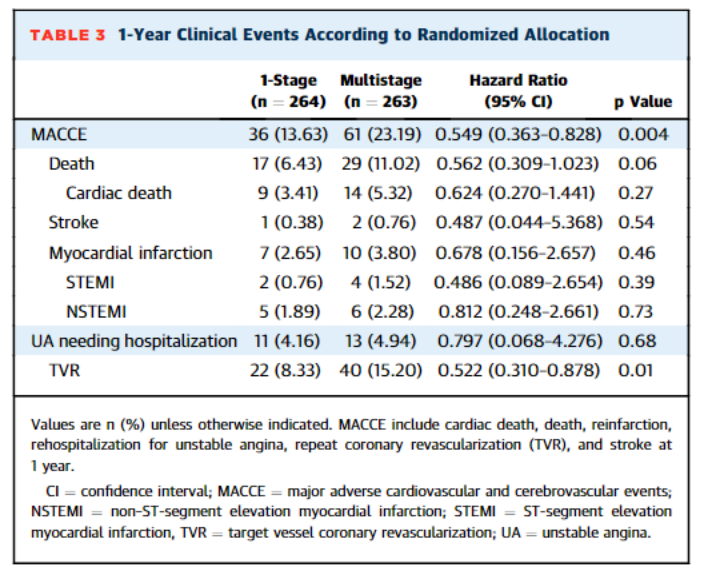 TABLE 3 1-Year Clinical Events According to Randomized Allocation
1-Stage Multistage Hazard Ratio
(n = 264) (n = 263) (95% CI) p Value
MACCE 36 (13.63) 61 (23.19) 0.549 (0.363–0.828) 0.004
Death 17 (6.43) 29 (11.02) 0.562 (0.309–1.023) 0.06
Cardiac death 9 (3.41) 14 (5.32) 0.624 (0.270–1.441) 0.27
Stroke 1 (0.38) 2 (0.76) 0.487 (0.044–5.368) 0.54
Myocardial infarction 7 (2.65) 10 (3.80) 0.678 (0.156–2.657) 0.46
STEMI 2 (0.76) 4 (1.52) 0.486 (0.089–2.654) 0.39
NSTEMI 5 (1.89) 6 (2.28) 0.812 (0.248–2.661) 0.73
UA needing hospitalization 11 (4.16) 13 (4.94) 0.797 (0.068–4.276) 0.68
TVR 22 (8.33) 40 (15.20) 0.522 (0.310–0.878) 0.01
Values are n (%) unless otherwise indicated. MACCE include cardiac death, death, reinfarction,
rehospitalization for unstable angina, repeat coronary revascularization (TVR), and stroke at
1 year.
CI = confidence interval; MACCE = major adverse cardiovascular and cerebrovascular events;
NSTEMI = non–ST-segment elevation myocardial infarction; STEMI = ST-segment elevation
myocardial infarction, TVR = target vessel coronary revascularization; UA = unstable angina.